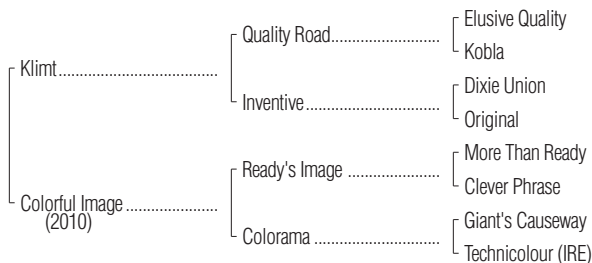 Elusive Quality
Quality Road
Kobla
Klimt
Dixie Union
Inventive
Original
More Than Ready
Ready's Image
Clever Phrase
Colorful Image
(2010)
Giant's Causeway
Colorama
Technicolour (IRE)